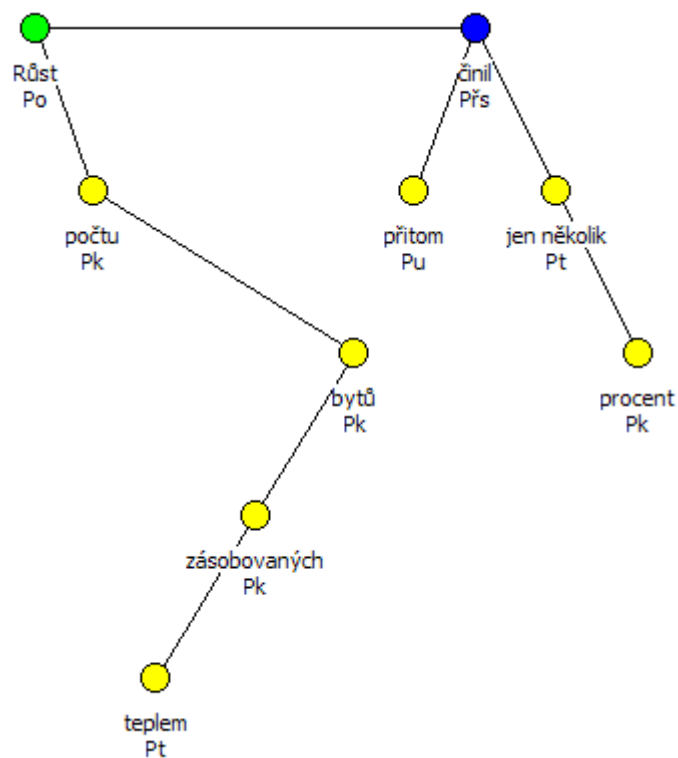 Růst
Po
činil
Přs
počtu
Pk
přitom
Pu
jen několik
Pt
bytů
Pk
procent
Pk
zásobovaných
Pk
teplem
Pt